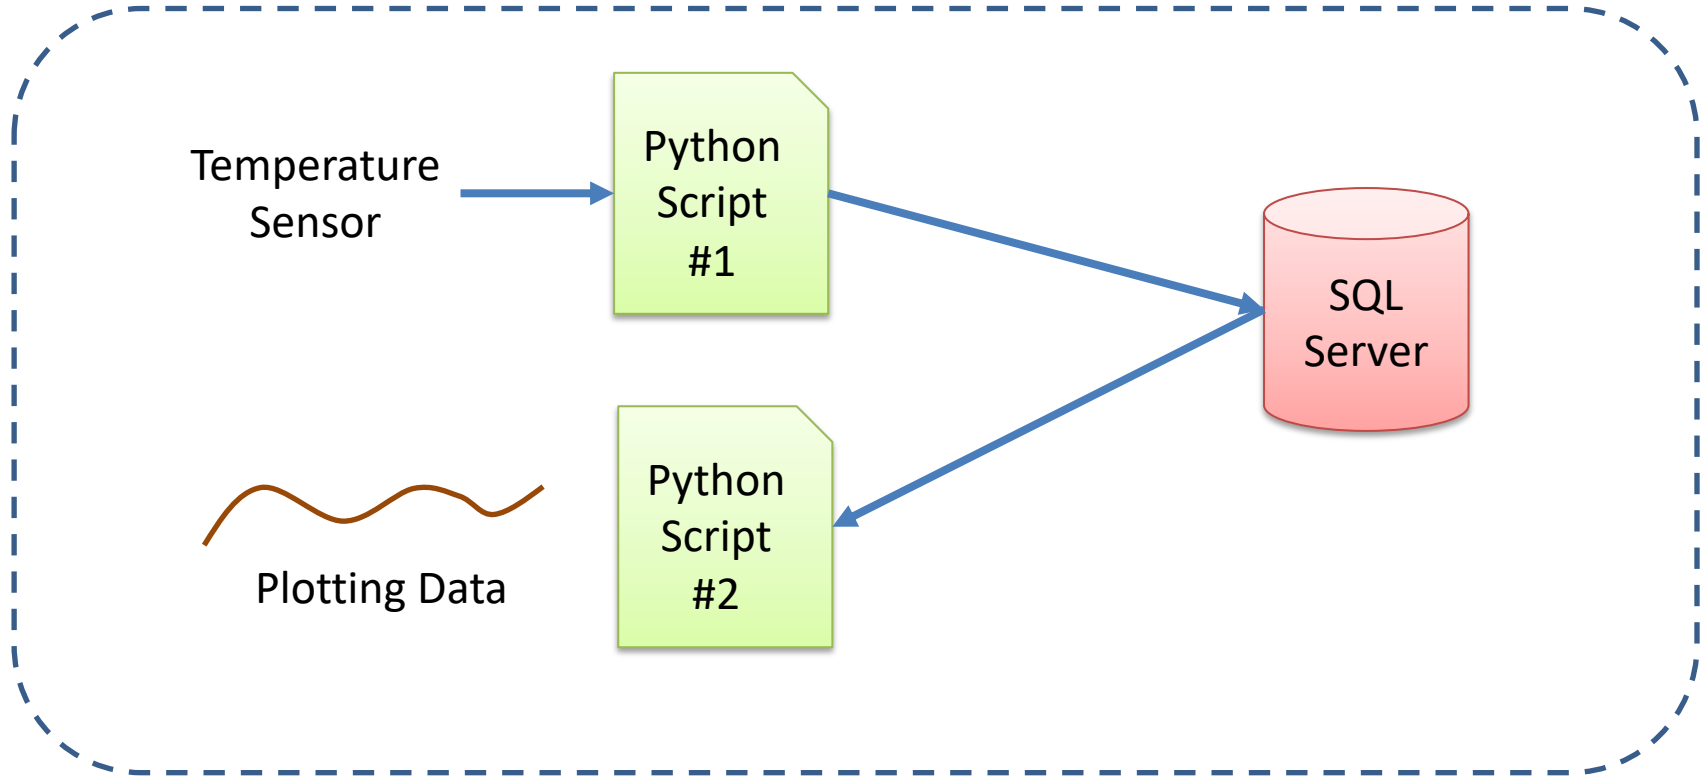 Temperature
Sensor
Python
Script
#1
SQL
Server
Python
Script
#2
Plotting Data